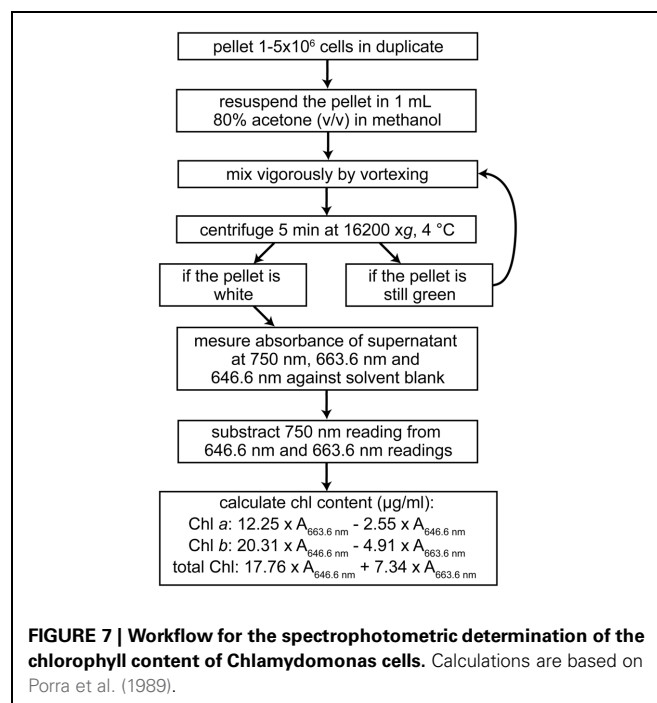 pellet 1-5x10⁶ cells in duplicate
resuspend the pellet in 1 mL
80% acetone (v/v) in methanol
mix vigorously by vortexing
centrifuge 5 min at 16200 xg, 4 °C
if the pellet is
white
if the pellet is
still green
mesure absorbance of supernatant
at 750 nm, 663.6 nm and
646.6 nm against solvent blank
substract 750 nm reading from
646.6 nm and 663.6 nm readings
calculate chl content (µg/ml):
Chl a: 12.25 x A663.6 nm - 2.55 x A646.6 nm
Chl b: 20.31 x A646.6 nm - 4.91 x A663.6 nm
total Chl: 17.76 x A646.6 nm + 7.34 x A663.6 nm
FIGURE 7 | Workflow for the spectrophotometric determination of the
chlorophyll content of Chlamydomonas cells. Calculations are based on
Porra et al. (1989).